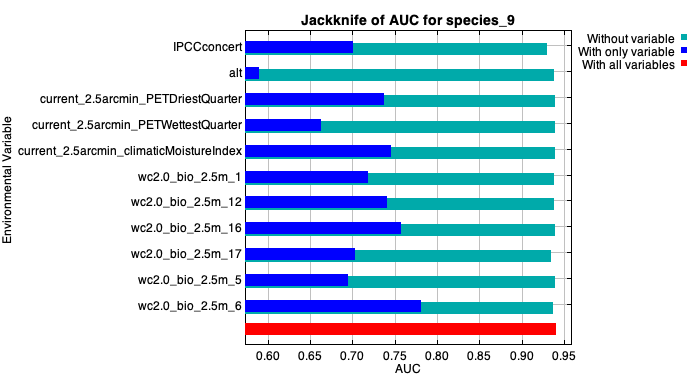 Jackknife of AUC for species_9
Without variable
With only variable
With all variables
Environmental Variable
IPCCconcert
alt
current_2.5arcmin_PETDriestQuarter
current_2.5arcmin_PETWettestQuarter
current_2.5arcmin_climaticMoistureIndex
wc2.0_bio_2.5m_1
wc2.0_bio_2.5m_12
wc2.0_bio_2.5m_16
wc2.0_bio_2.5m_17
wc2.0_bio_2.5m_5
wc2.0_bio_2.5m_6
0.60 0.65 0.70 0.75 0.80 0.85 0.90 0.95
AUC